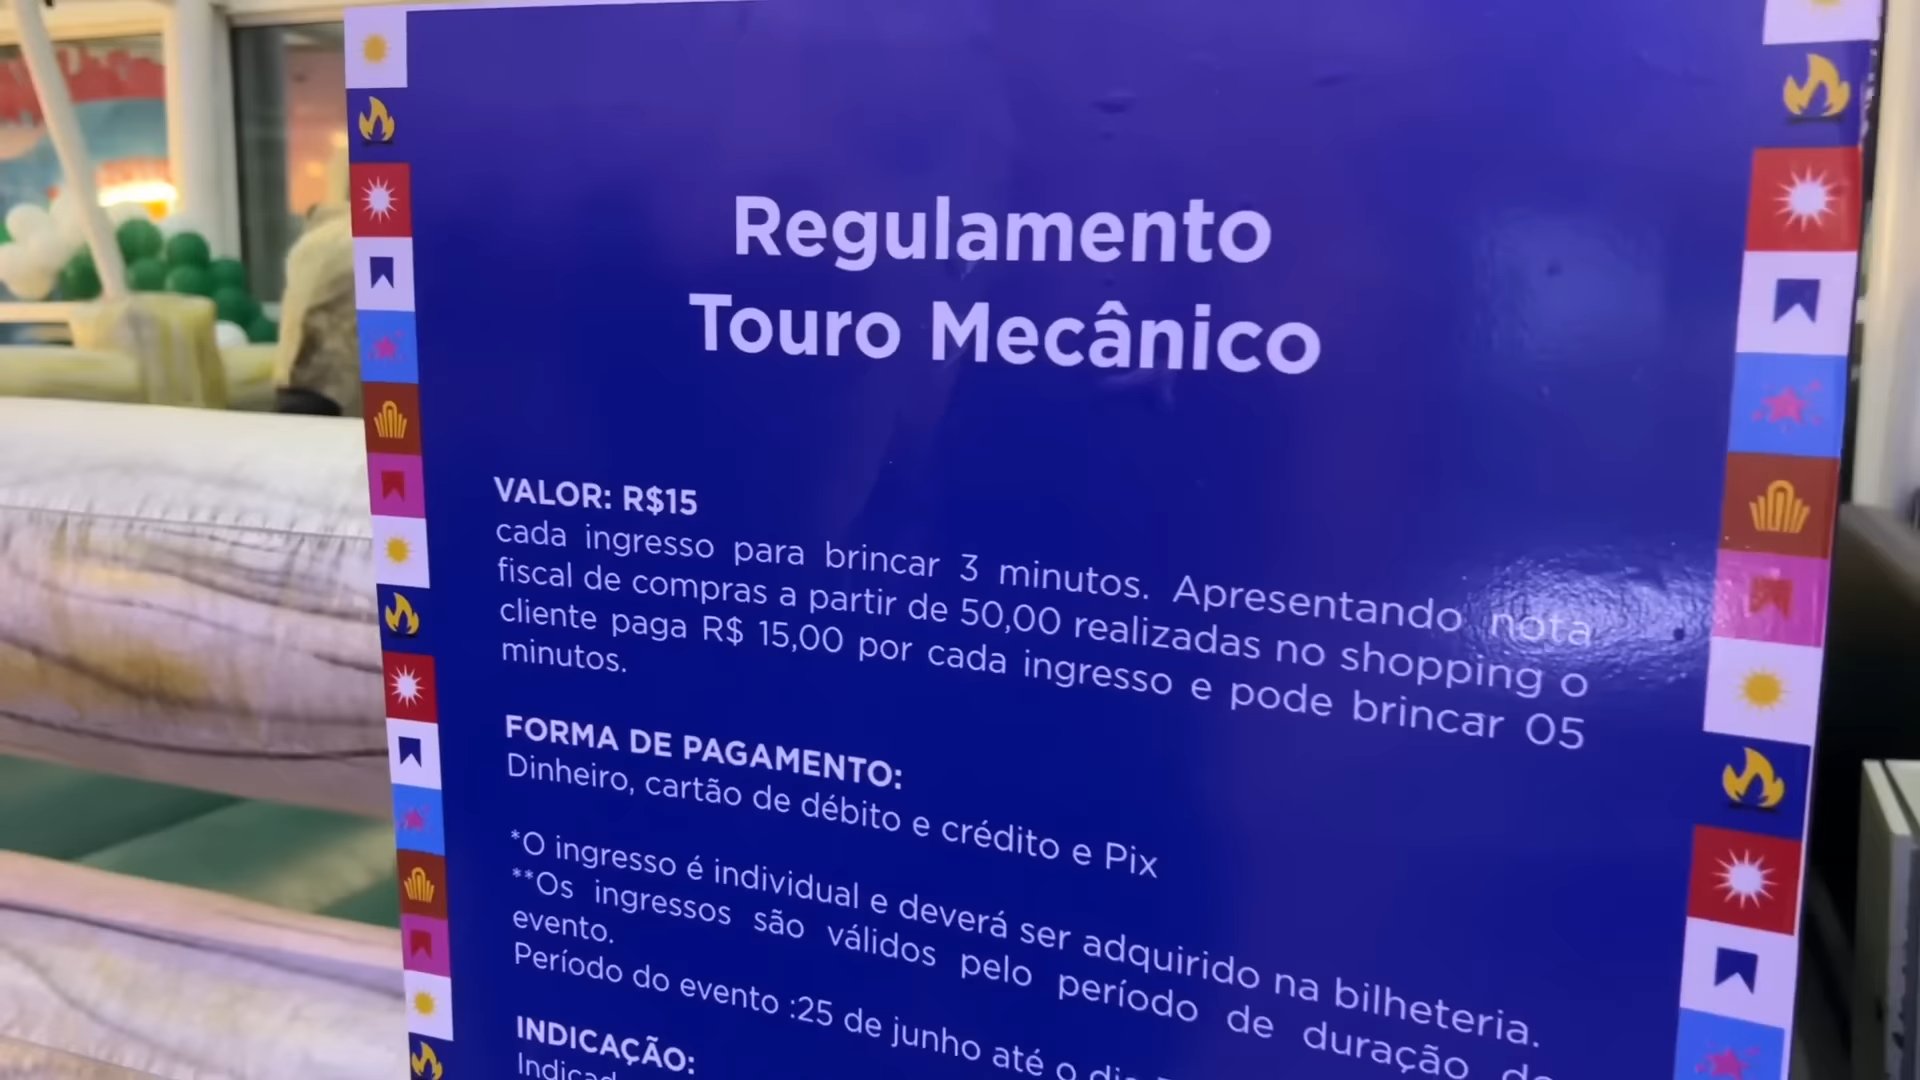 Regulamento
Touro Mecânico
VALOR: R$15
cada ingresso para brincar 3 minutos. Apresentando nota
fiscal de compras a partir de 50,00 realizadas no shopping o
cliente paga R$ 15,00 por cada ingresso e pode brincar 05
minutos.
FORMA DE PAGAMENTO:
Dinheiro, cartão de débito e crédito e Pix
*O ingresso é individual e deverá ser adquirido na bilheteria.
**Os ingressos são válidos pelo período de duração do
evento.
Período do evento :25 de junho até o
INDICAÇÃO: